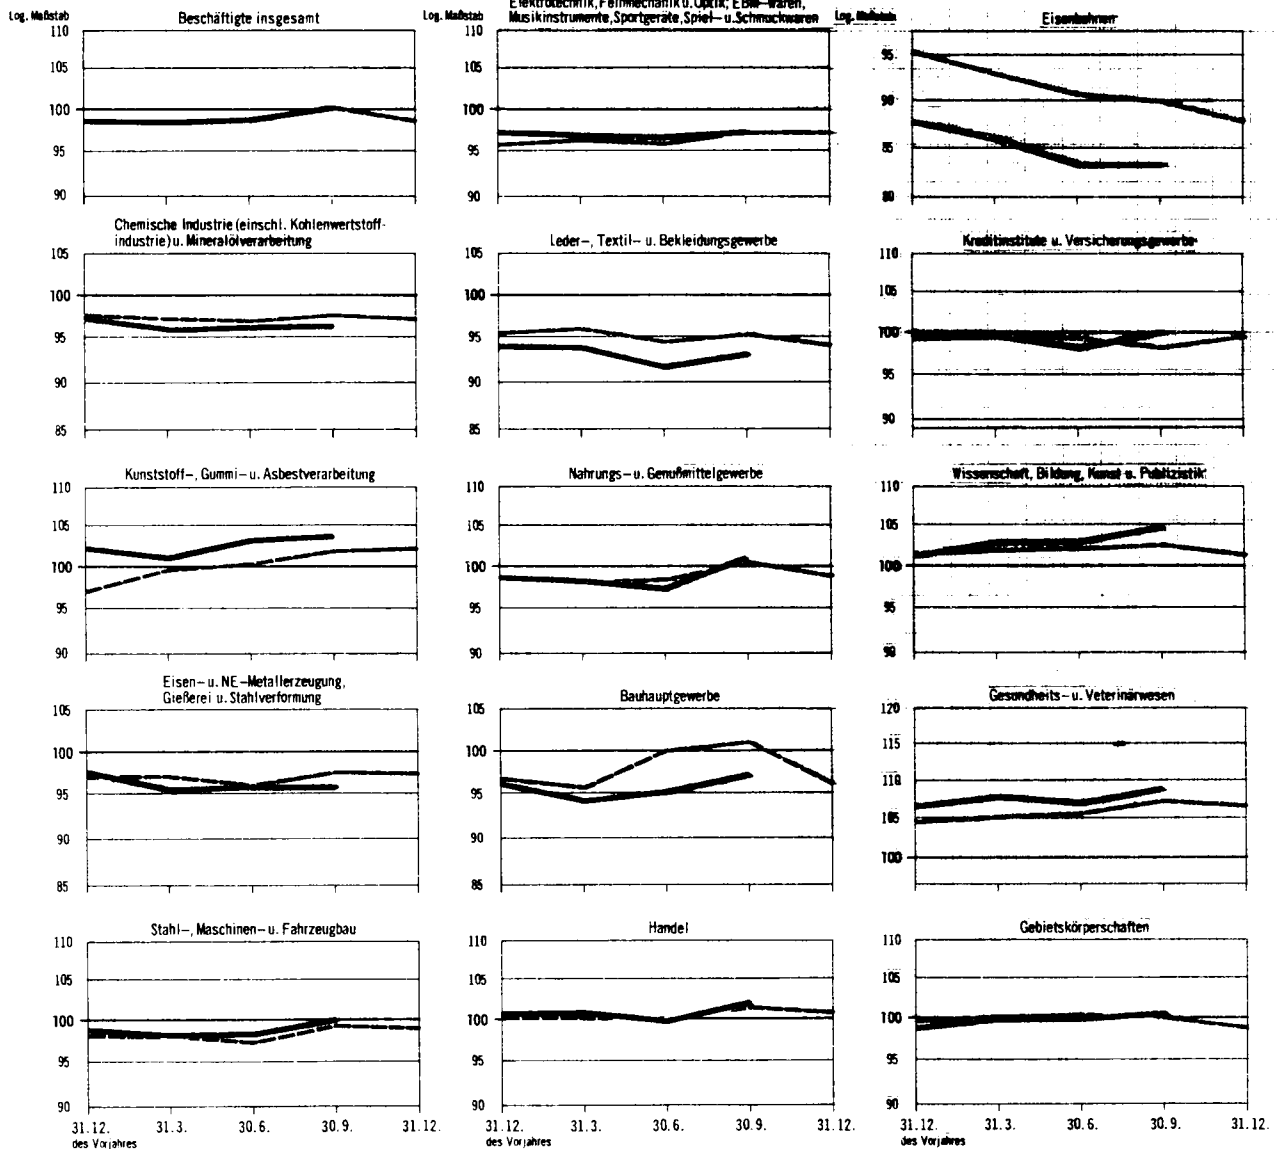 Log. Maßstab
Beschäftigte insgesamt
110
105
100
95
90
Log. Maßstab
Elektrotechnik, Feinmechanik u. Optik; EBM-Waren,
Musikinstrumente, Sportgeräte, Spiel- u. Schmuckwaren
110
105
100
95
90
Log. Maßstab
Eisenbahnen
95
90
85
80
Chemische Industrie (einschl. Kohlenwertstoff-
industrie) u. Mineralölverarbeitung
105
100
95
90
85
Leder-, Textil- u. Bekleidungsgewerbe
105
100
95
90
85
Kreditinstitute u. Versicherungsgewerbe
110
105
100
95
90
Kunststoff-, Gummi- u. Asbestverarbeitung
110
105
100
95
90
Nahrungs- u. Genußmittelgewerbe
110
105
100
95
90
Wissenschaft, Bildung, Kunst u. Publizistik
110
105
100
95
90
Eisen- u. NE-Metallerzeugung,
Gießerei u. Stahlverformung
105
100
95
90
85
Bauhauptgewerbe
105
100
95
90
85
Gesundheits- u. Veterinärwesen
120
115
110
105
100
Stahl-, Maschinen- u. Fahrzeugbau
110
105
100
95
90
31.12. 31.3. 30.6. 30.9. 31.12.
des Vorjahres
Handel
110
105
100
95
90
31.12. 31.3. 30.6. 30.9. 31.12.
des Vorjahres
Gebietskörperschaften
110
105
100
95
90
31.12. 31.3. 30.6. 30.9. 31.12.
des Vorjahres